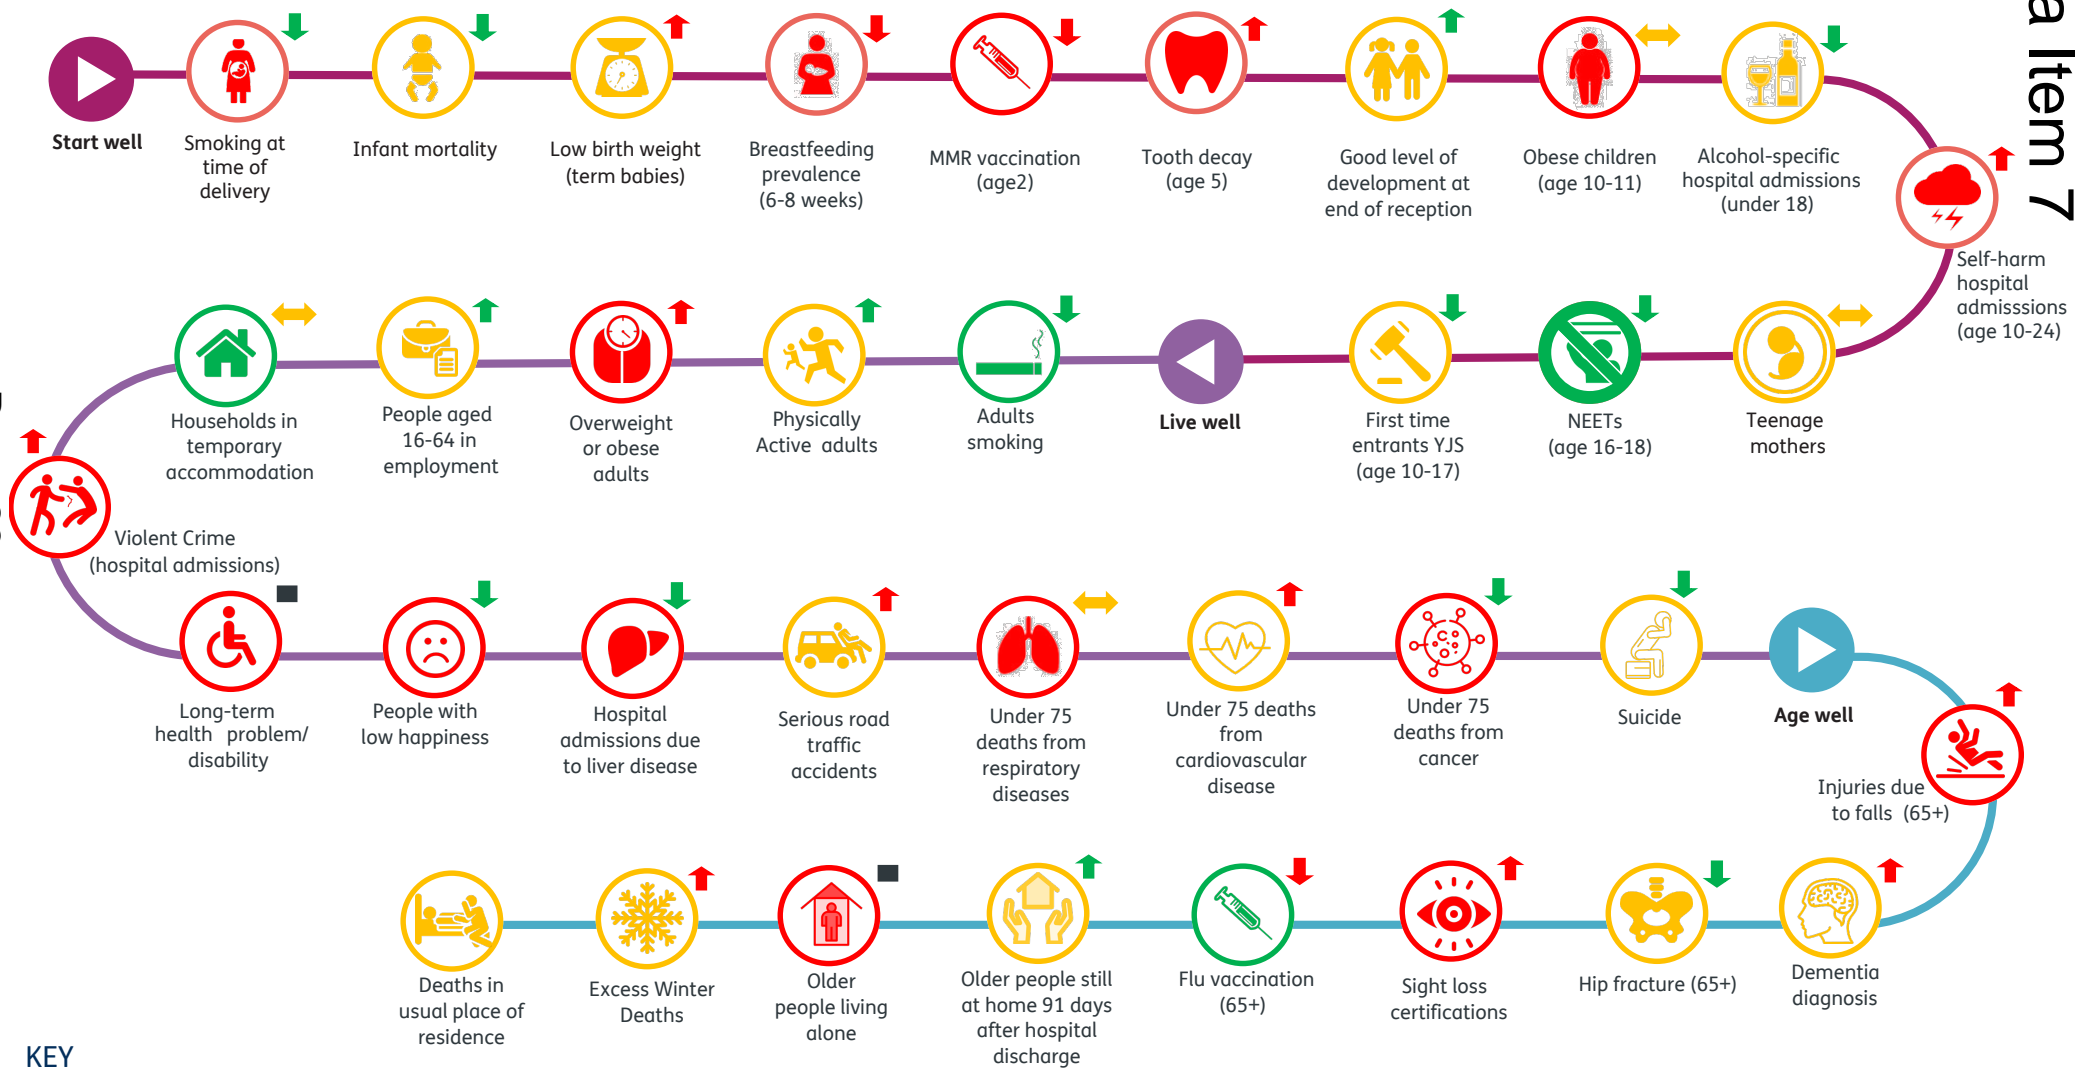 a Item 7
Start well
Smoking at
time of
delivery
Infant mortality
Low birth weight
(term babies)
Breastfeeding
prevalence
(6-8 weeks)
MMR vaccination
(age2)
Tooth decay
(age 5)
Good level of
development at
end of reception
Obese children
(age 10-11)
Alcohol-specific
hospital admissions
(under 18)
Self-harm
hospital
admisssions
(age 10-24)
Households in
temporary
accommodation
People aged
16-64 in
employment
Overweight
or obese
adults
Physically
Active adults
Adults
smoking
Live well
First time
entrants YJS
(age 10-17)
NEETs
(age 16-18)
Teenage
mothers
Violent Crime
(hospital admissions)
Long-term
health problem/
disability
People with
low happiness
Hospital
admissions due
to liver disease
Serious road
traffic
accidents
Under 75
deaths from
respiratory
diseases
Under 75 deaths
from
cardiovascular
disease
Under 75
deaths from
cancer
Suicide
Age well
Injuries due
to falls (65+)
Deaths in
usual place of
residence
Excess Winter
Deaths
Older
people living
alone
Older people still
at home 91 days
after hospital
discharge
Flu vaccination
(65+)
Sight loss
certifications
Hip fracture (65+)
Dementia
diagnosis
KEY